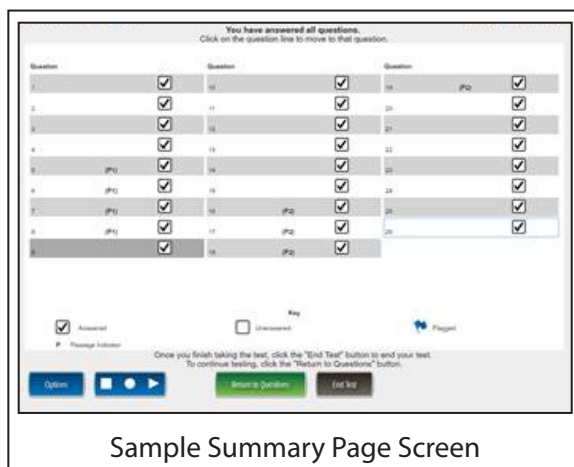 You have answered all questions.
Click on the question line to move to that question.
Question Question Question
1 10 19 (P2)
2 11 20
3 12 21
4 13 22
5 (P1) 14 23
6 (P1) 15 24
7 (P1) 16 (P2) 25
8 (P1) 17 (P2) 26
9 18 (P2)
Key
Answered Unanswered Flagged
P Passage Indicator
Once you finish taking the test, click the "End Test" button to end your test.
To continue testing, click the "Return to Questions" button.
Options Return to Questions End Test
Sample Summary Page Screen